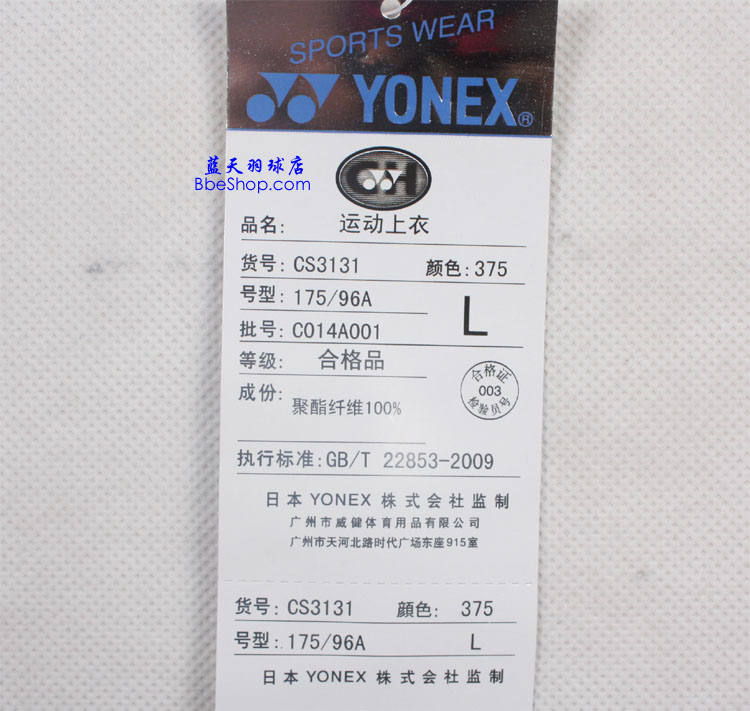 SPORTS WEAR
YONEX®
蓝天羽球店
BbeShop.com
CH
品名: 运动上衣
货号: CS3131 颜色: 375
号型: 175/96A L
批号: C014A001
等级: 合格品
成份: 聚酯纤维100%
合格证
003
检验员号
执行标准:GB/T 22853-2009
日本 YONEX 株式会社监制
广州市威健体育用品有限公司
广州市天河北路时代广场东座915室
货号: CS3131 颜色: 375
号型:. 175/96A L
日本 YONEX 株式会社监制